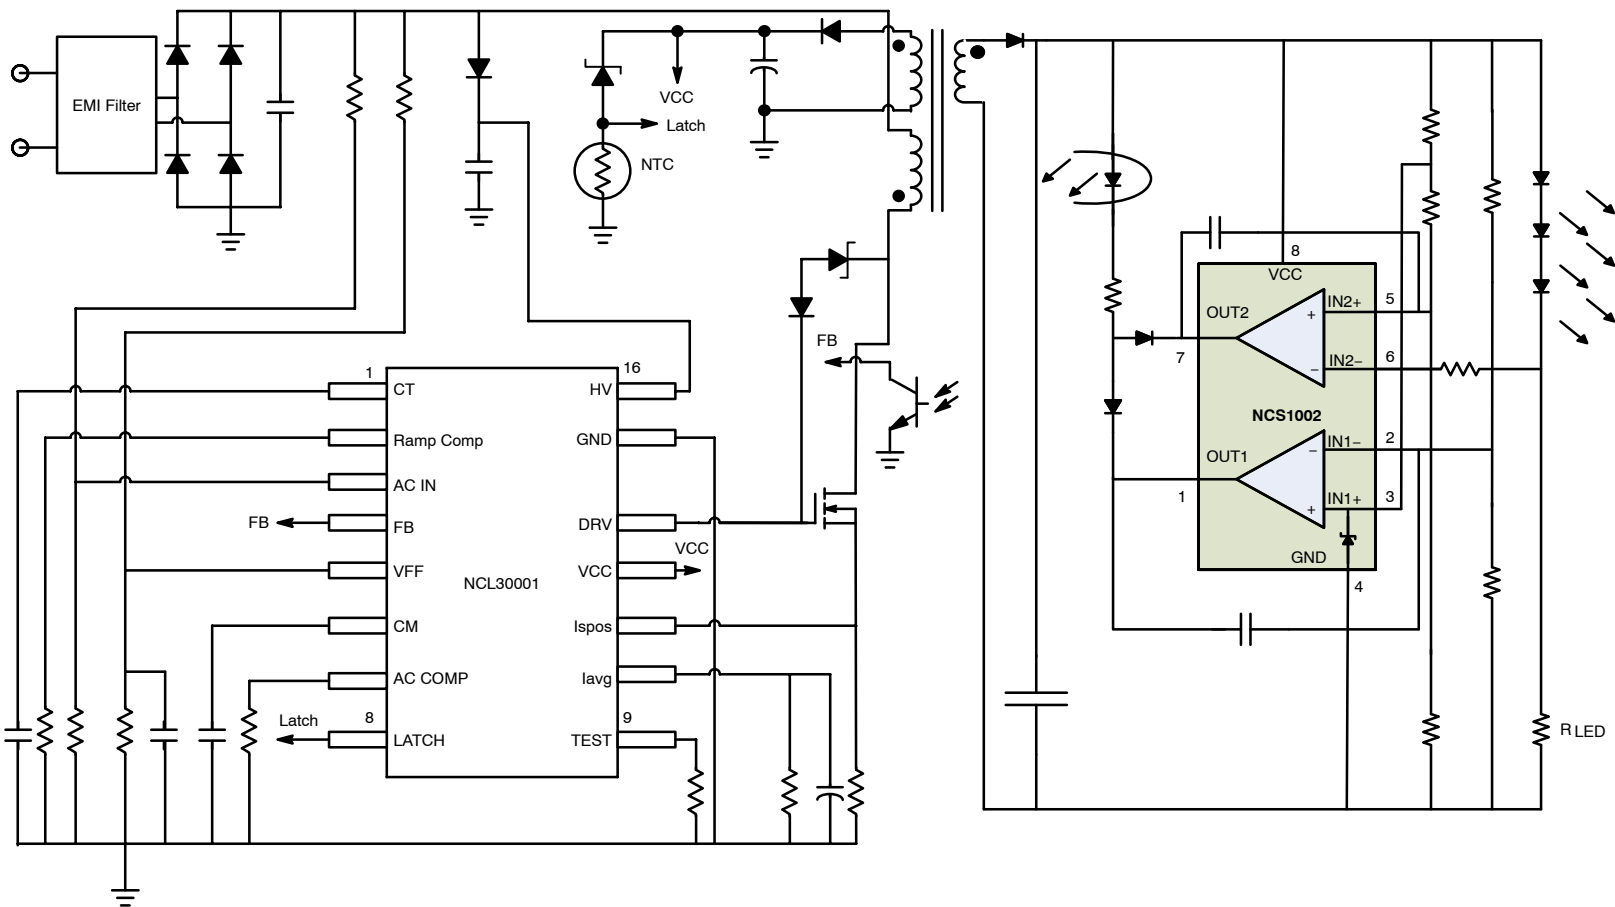 EMI Filter
VCC
Latch
NTC
FB
1
16
CT
HV
Ramp Comp
GND
AC IN
FB
FB
DRV
VCC
VFF
NCL30001
VCC
CM
Ispos
AC COMP
Iavg
Latch
8
9
LATCH
TEST
8
VCC
OUT2
+
IN2+
5
7
−
IN2−
6
NCS1002
OUT1
−
IN1−
2
1
+
IN1+
3
GND
4
R LED